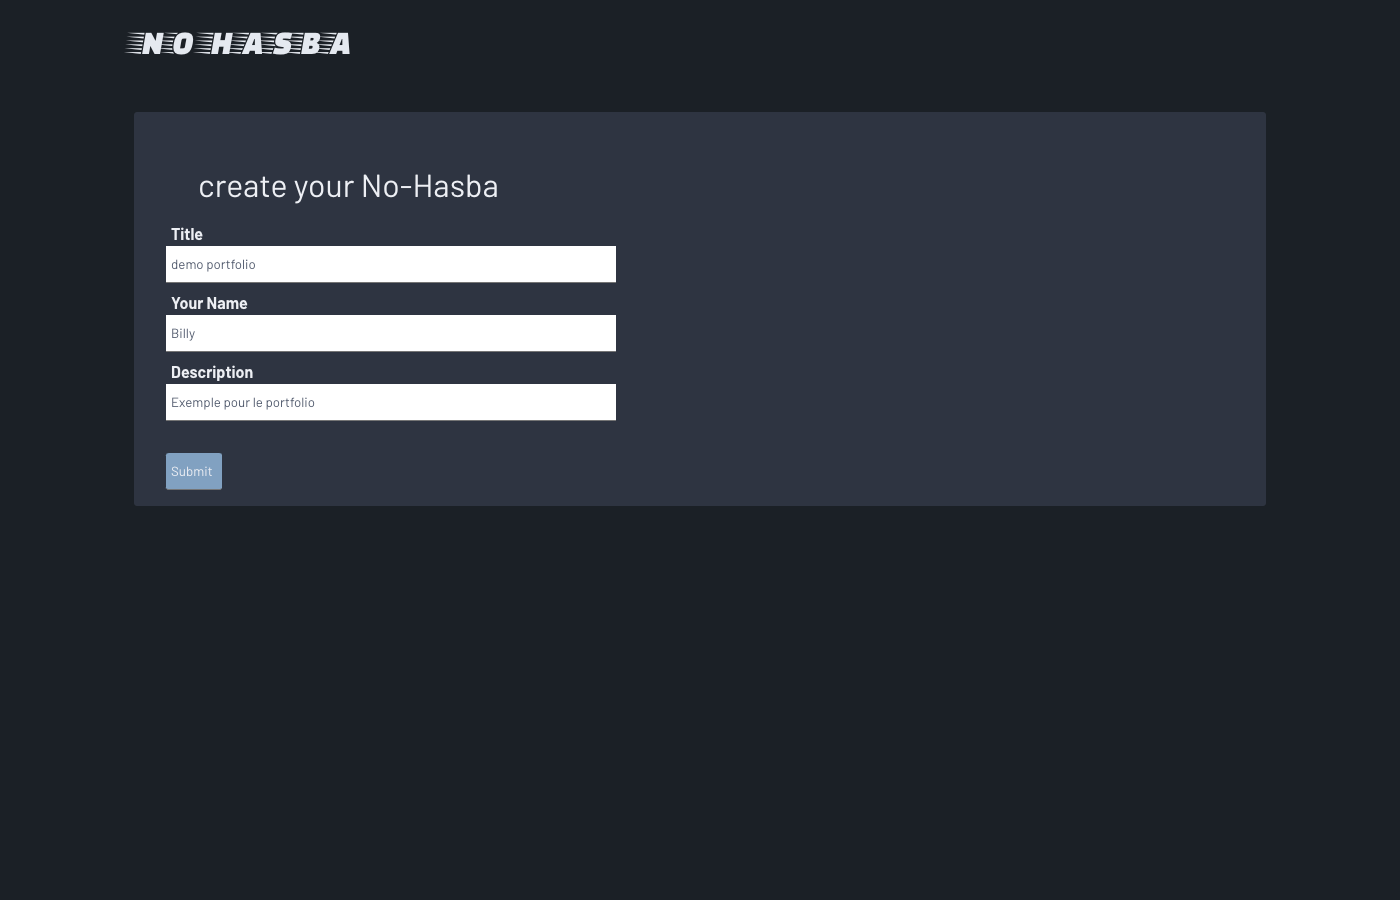 NO HASBA
create your No-Hasba
Title
demo portfolio
Your Name
Billy
Description
Exemple pour le portfolio
Submit